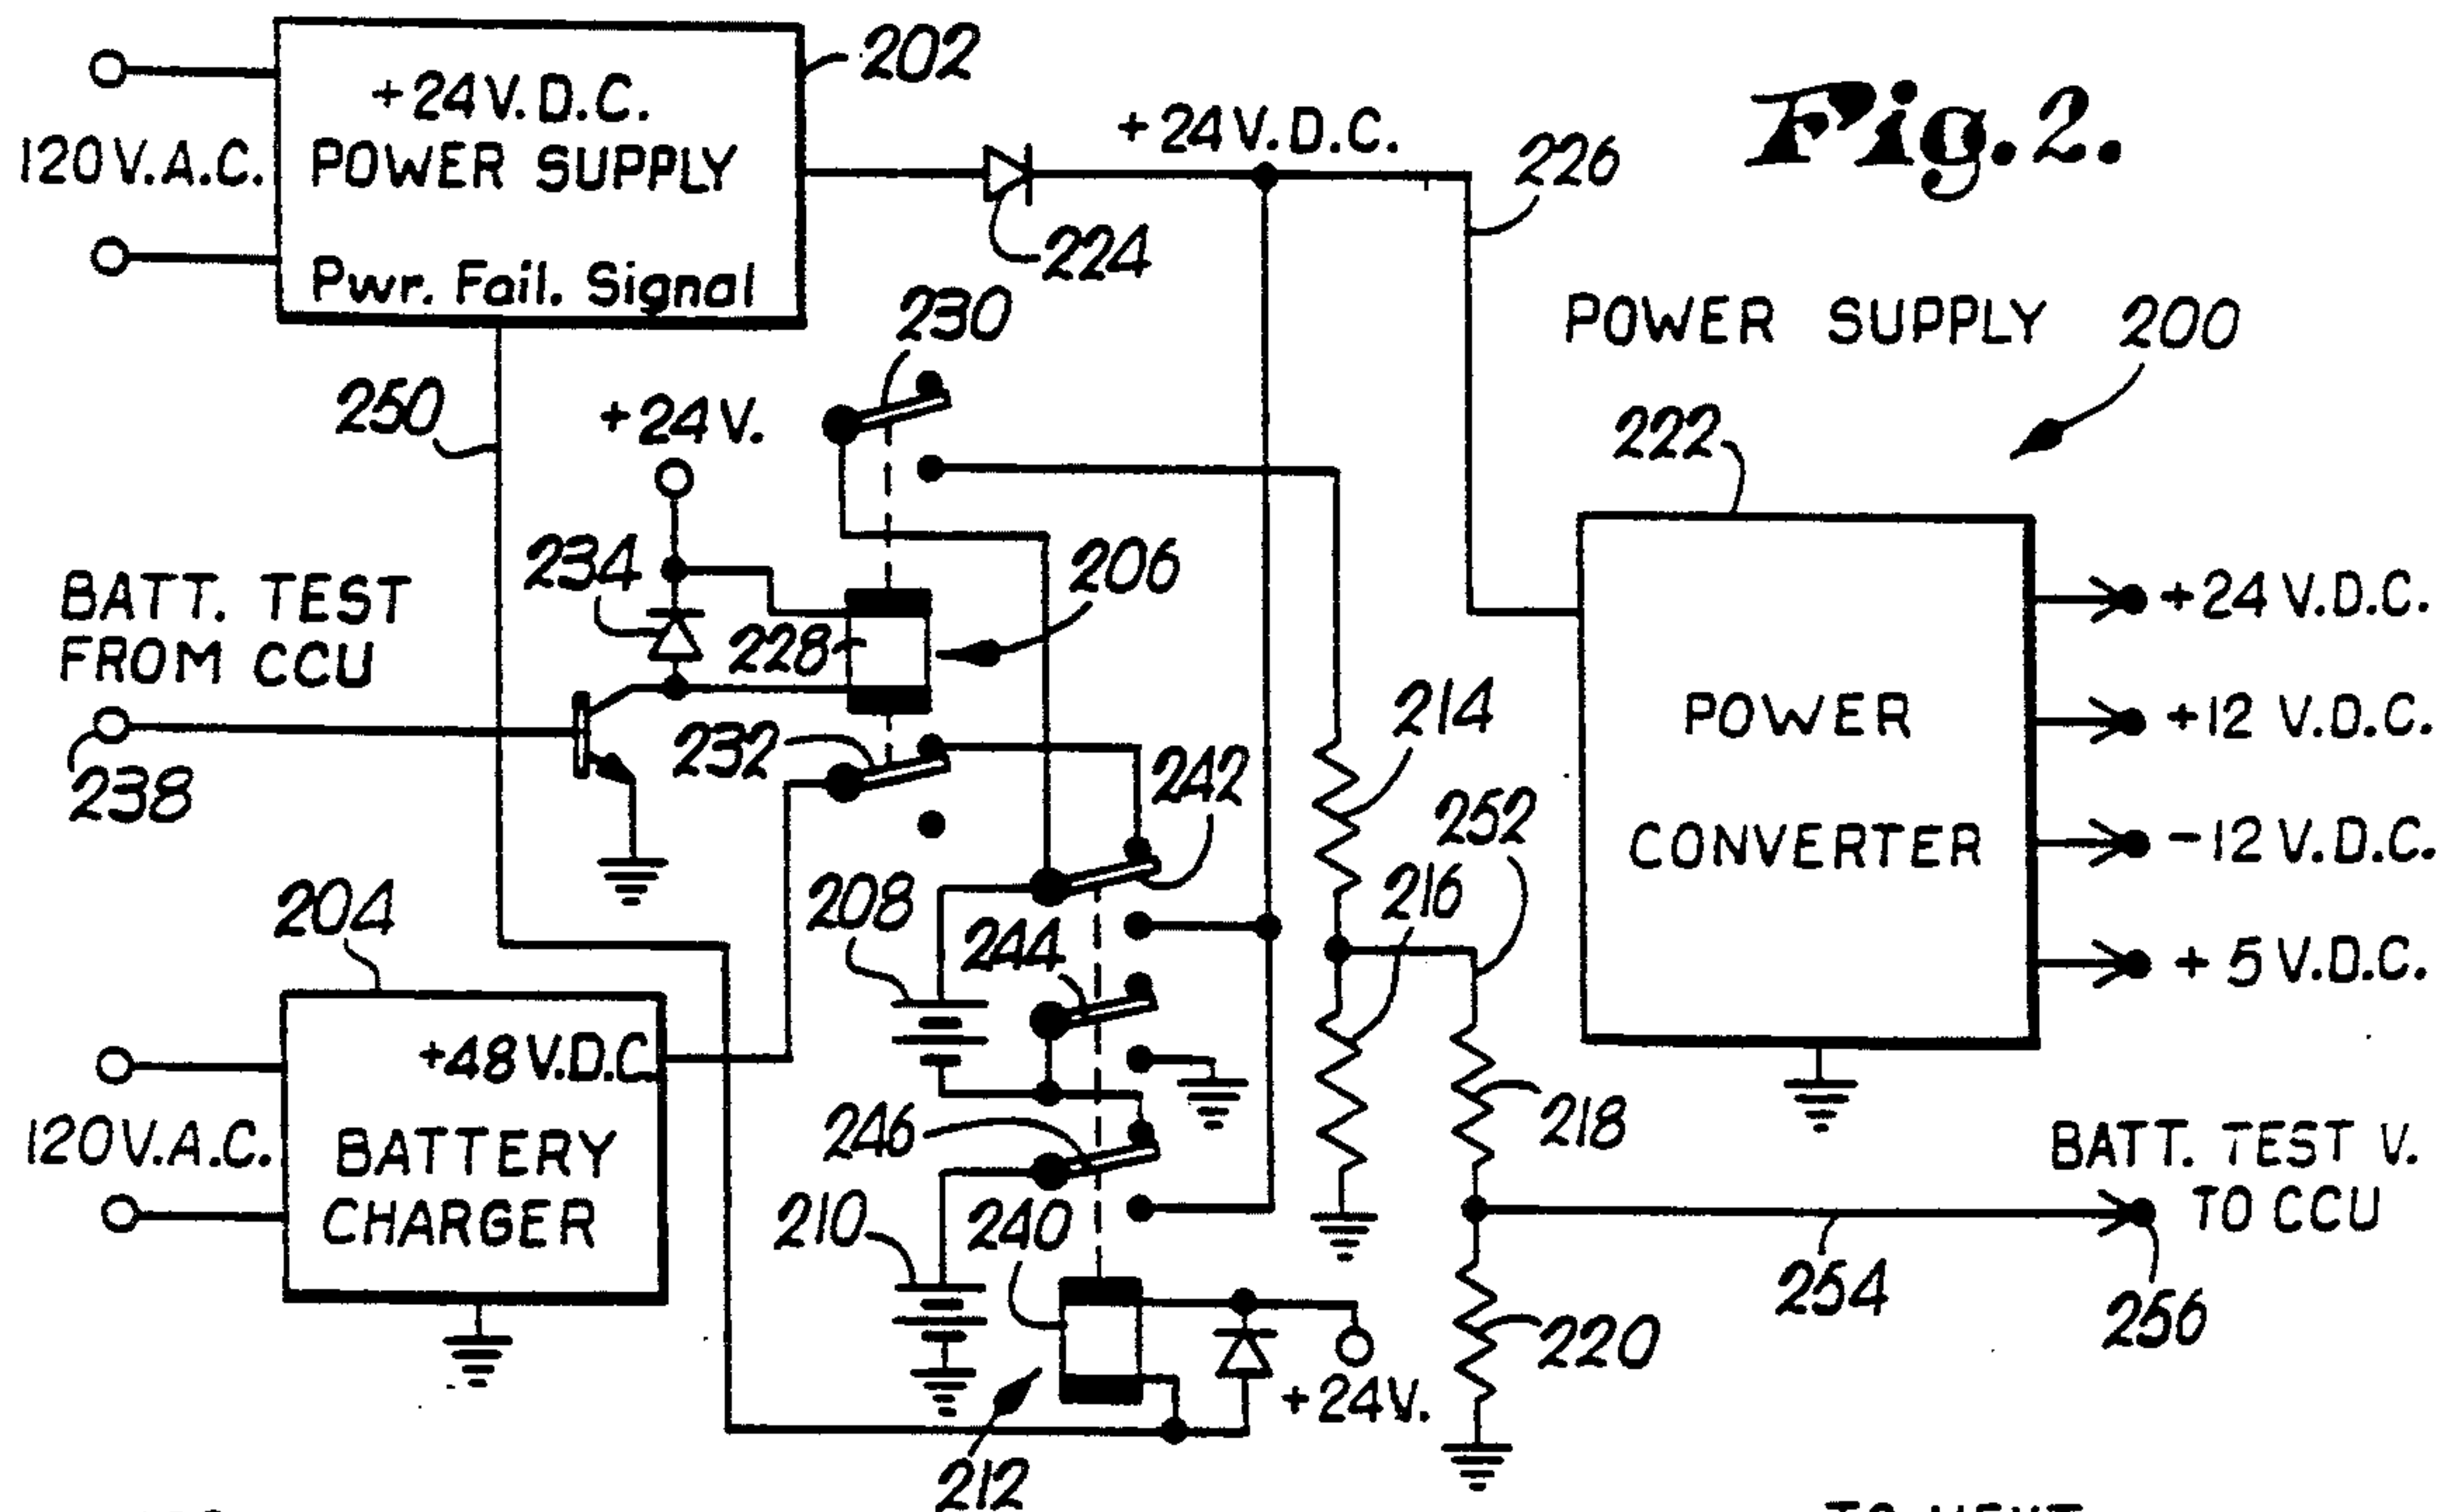 202
+24V.D.C.
120V.A.C.
POWER SUPPLY
Pwr. Fail. Signal
+24V.D.C.
224
226
Fig. 2.
POWER SUPPLY 200
230
250
+24V.
222
234
206
228
BATT. TEST
FROM CCU
238
232
242
214
252
216
POWER
CONVERTER
+24 V.D.C.
+12 V.D.C.
-12 V.D.C.
+ 5 V.D.C.
204
208
244
+48V.D.C.
120V.A.C.
BATTERY
CHARGER
246
210
240
218
BATT. TEST V.
TO CCU
254
256
220
+24V.
212